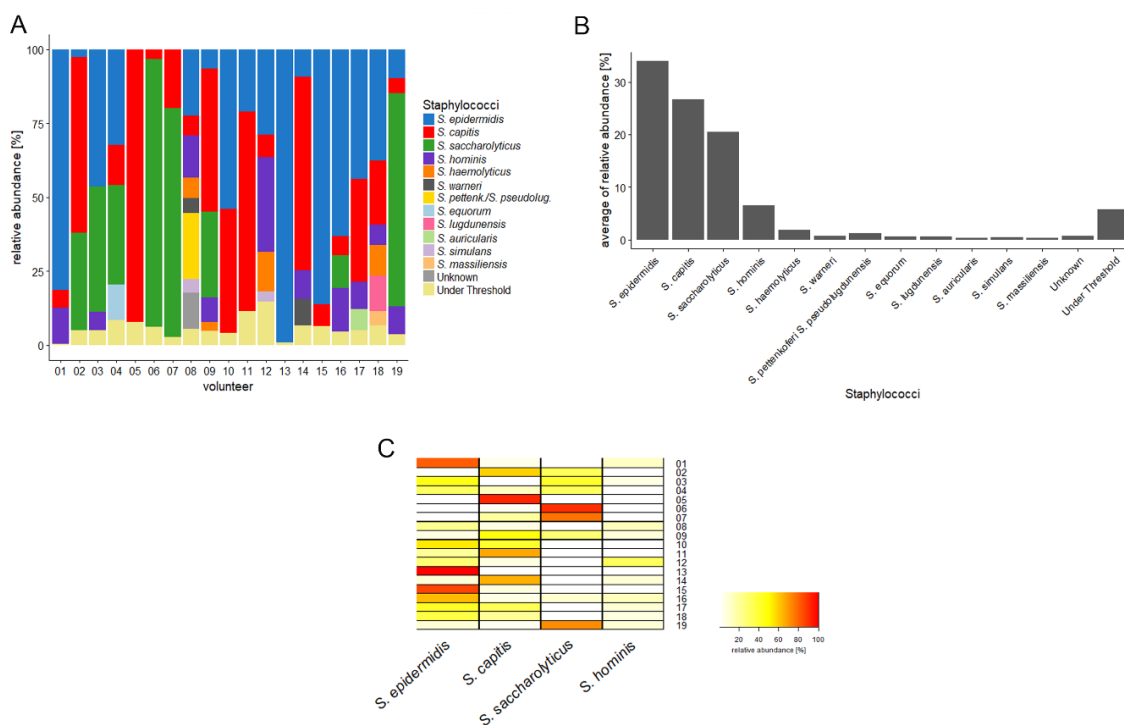 A
relative abundance [%]
100
75
50
25
0
01 02 03 04 05 06 07 08 09 10 11 12 13 14 15 16 17 18 19
volunteer
Staphylococci
S. epidermidis
S. capitis
S. saccharolyticus
S. hominis
S. haemolyticus
S. warneri
S. pettenk./S. pseudolug.
S. equorum
S. lugdunensis
S. auricularis
S. simulans
S. massiliensis
Unknown
Under Threshold
B
average of relative abundance [%]
30
20
10
0
S. epidermidis
S. capitis
S. saccharolyticus
S. hominis
S. haemolyticus
S. warneri
S. pettenkoferi S. pseudolugdunensis
S. equorum
S. lugdunensis
S. auricularis
S. simulans
S. massiliensis
Unknown
Under Threshold
Staphylococci
C
01
02
03
04
05
06
07
08
09
10
11
12
13
14
15
16
17
18
19
S. epidermidis
S. capitis
S. saccharolyticus
S. hominis
20 40 60 80 100
relative abundance [%]